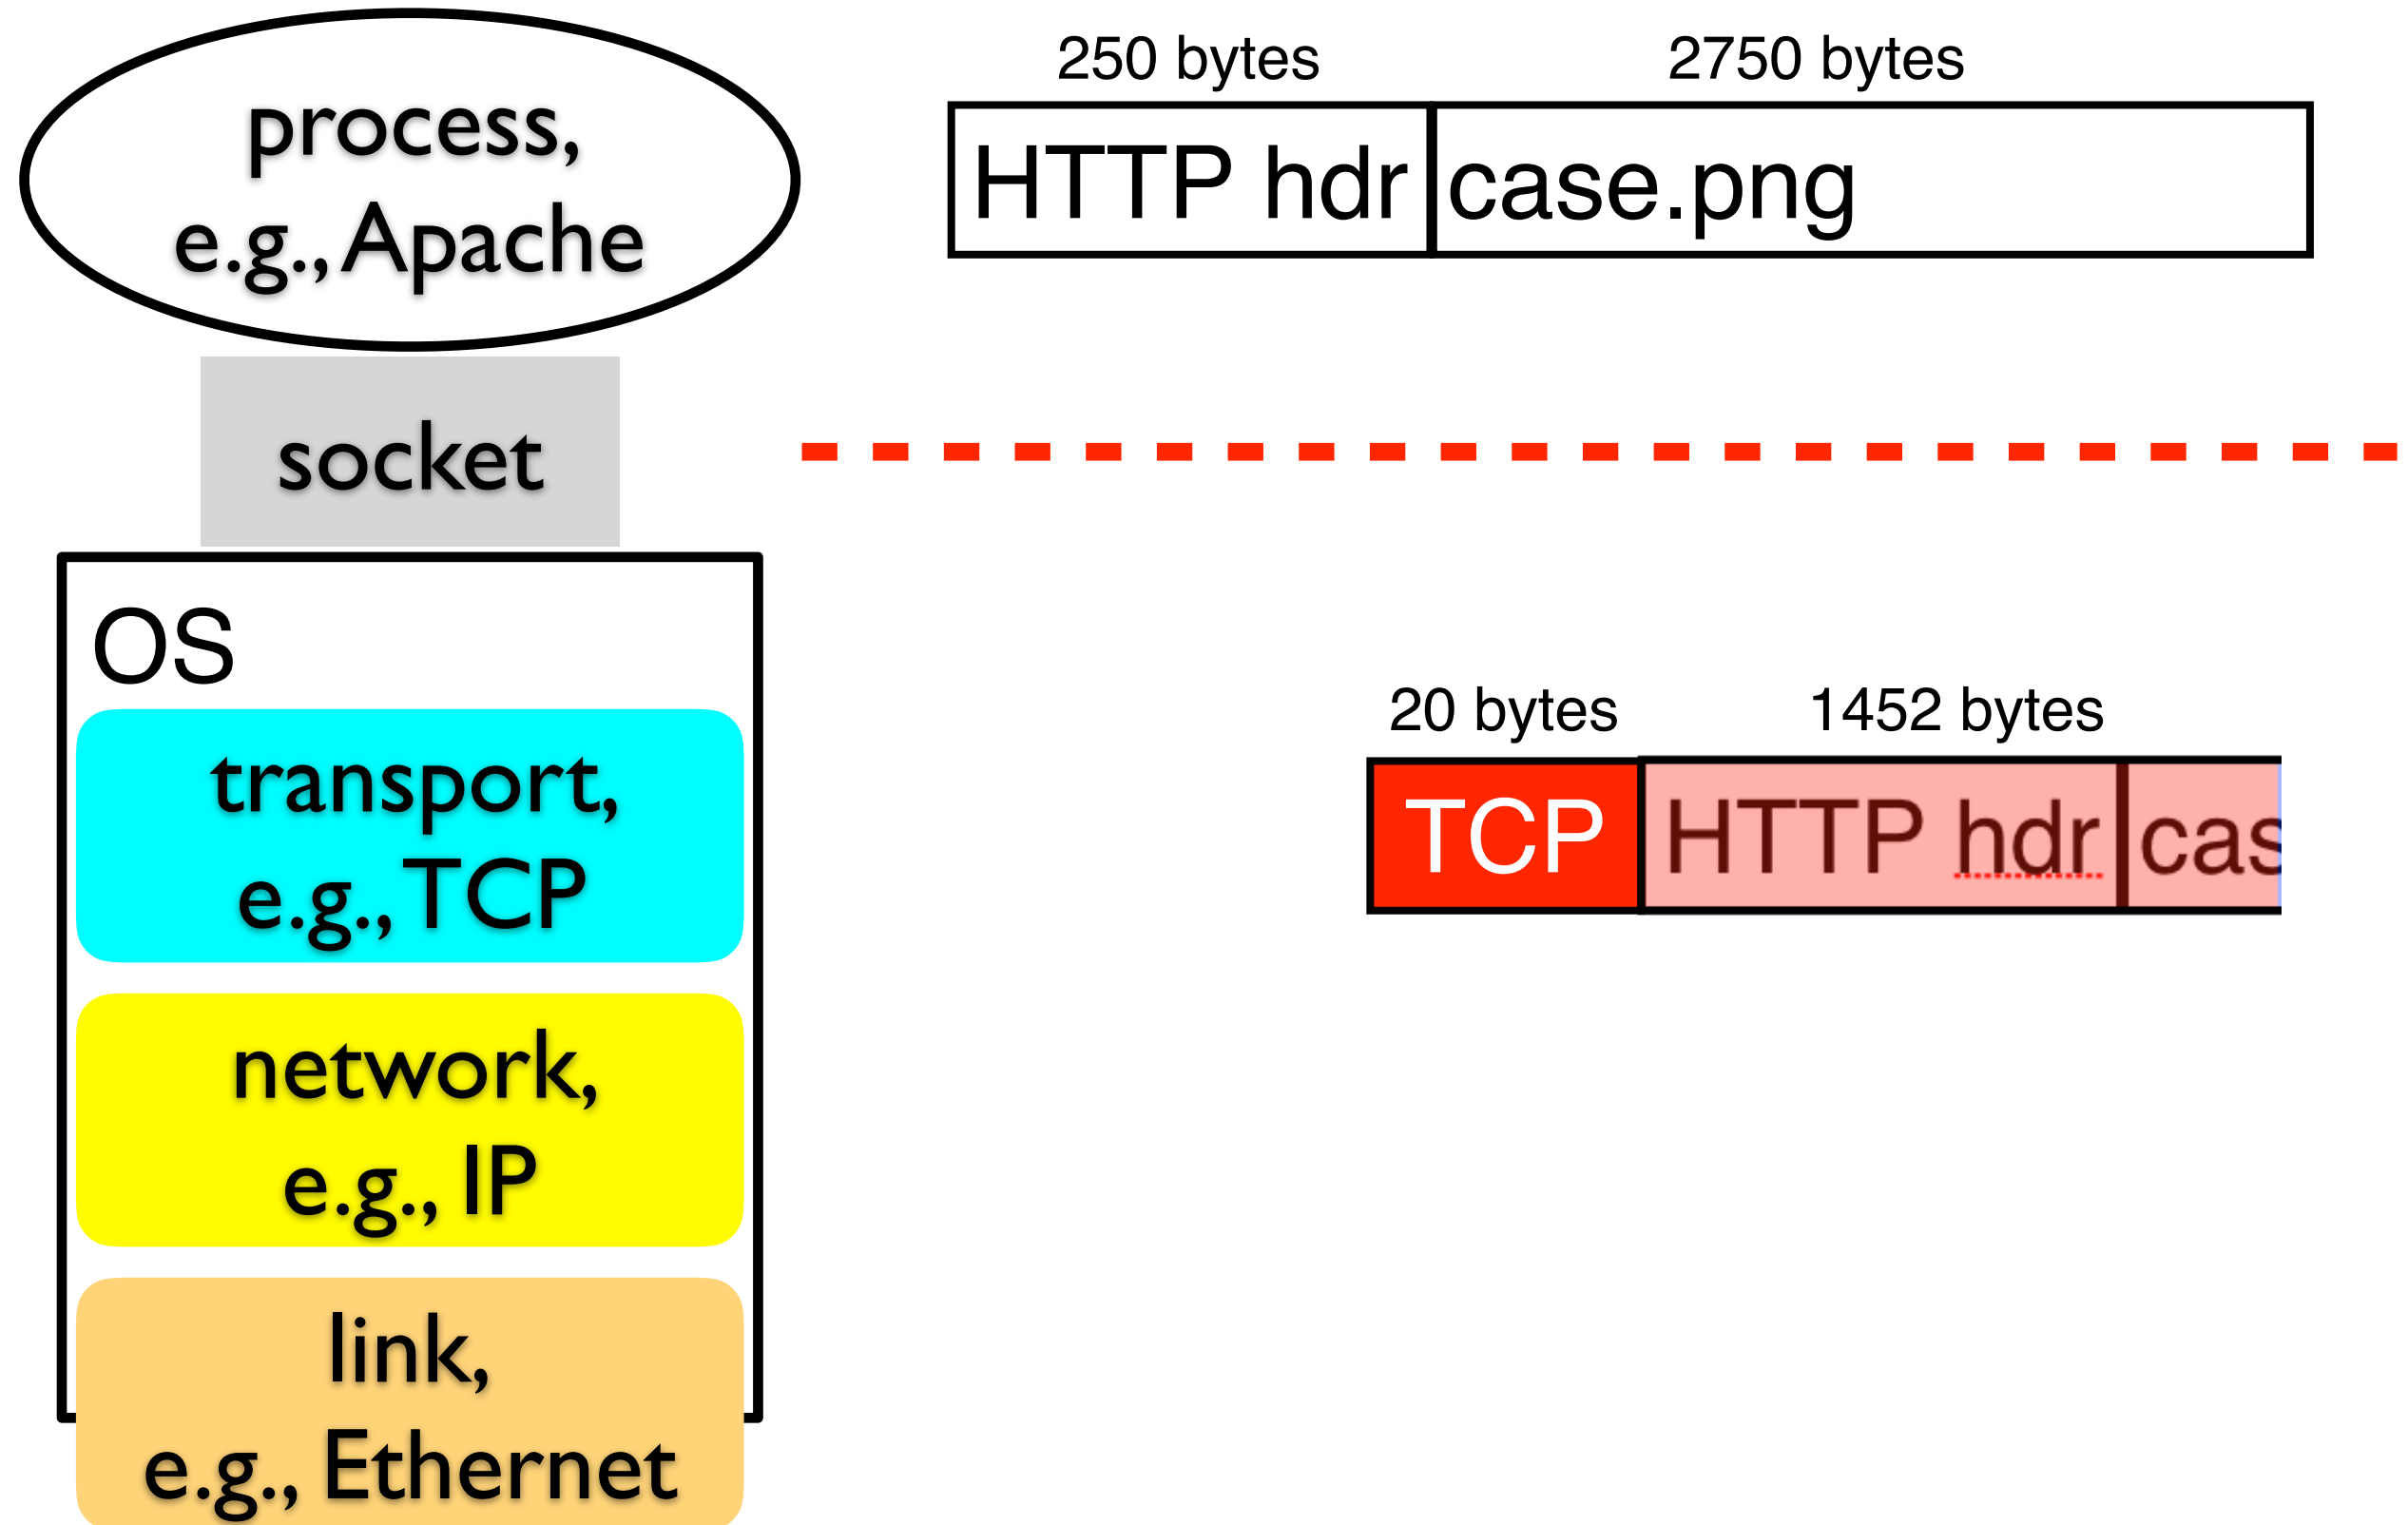 process,
e.g., Apache
250 bytes
2750 bytes
HTTP hdr
case.png
socket
OS
transport,
e.g., TCP
20 bytes
1452 bytes
TCP
HTTP hdr
cas
network,
e.g., IP
link,
e.g., Ethernet